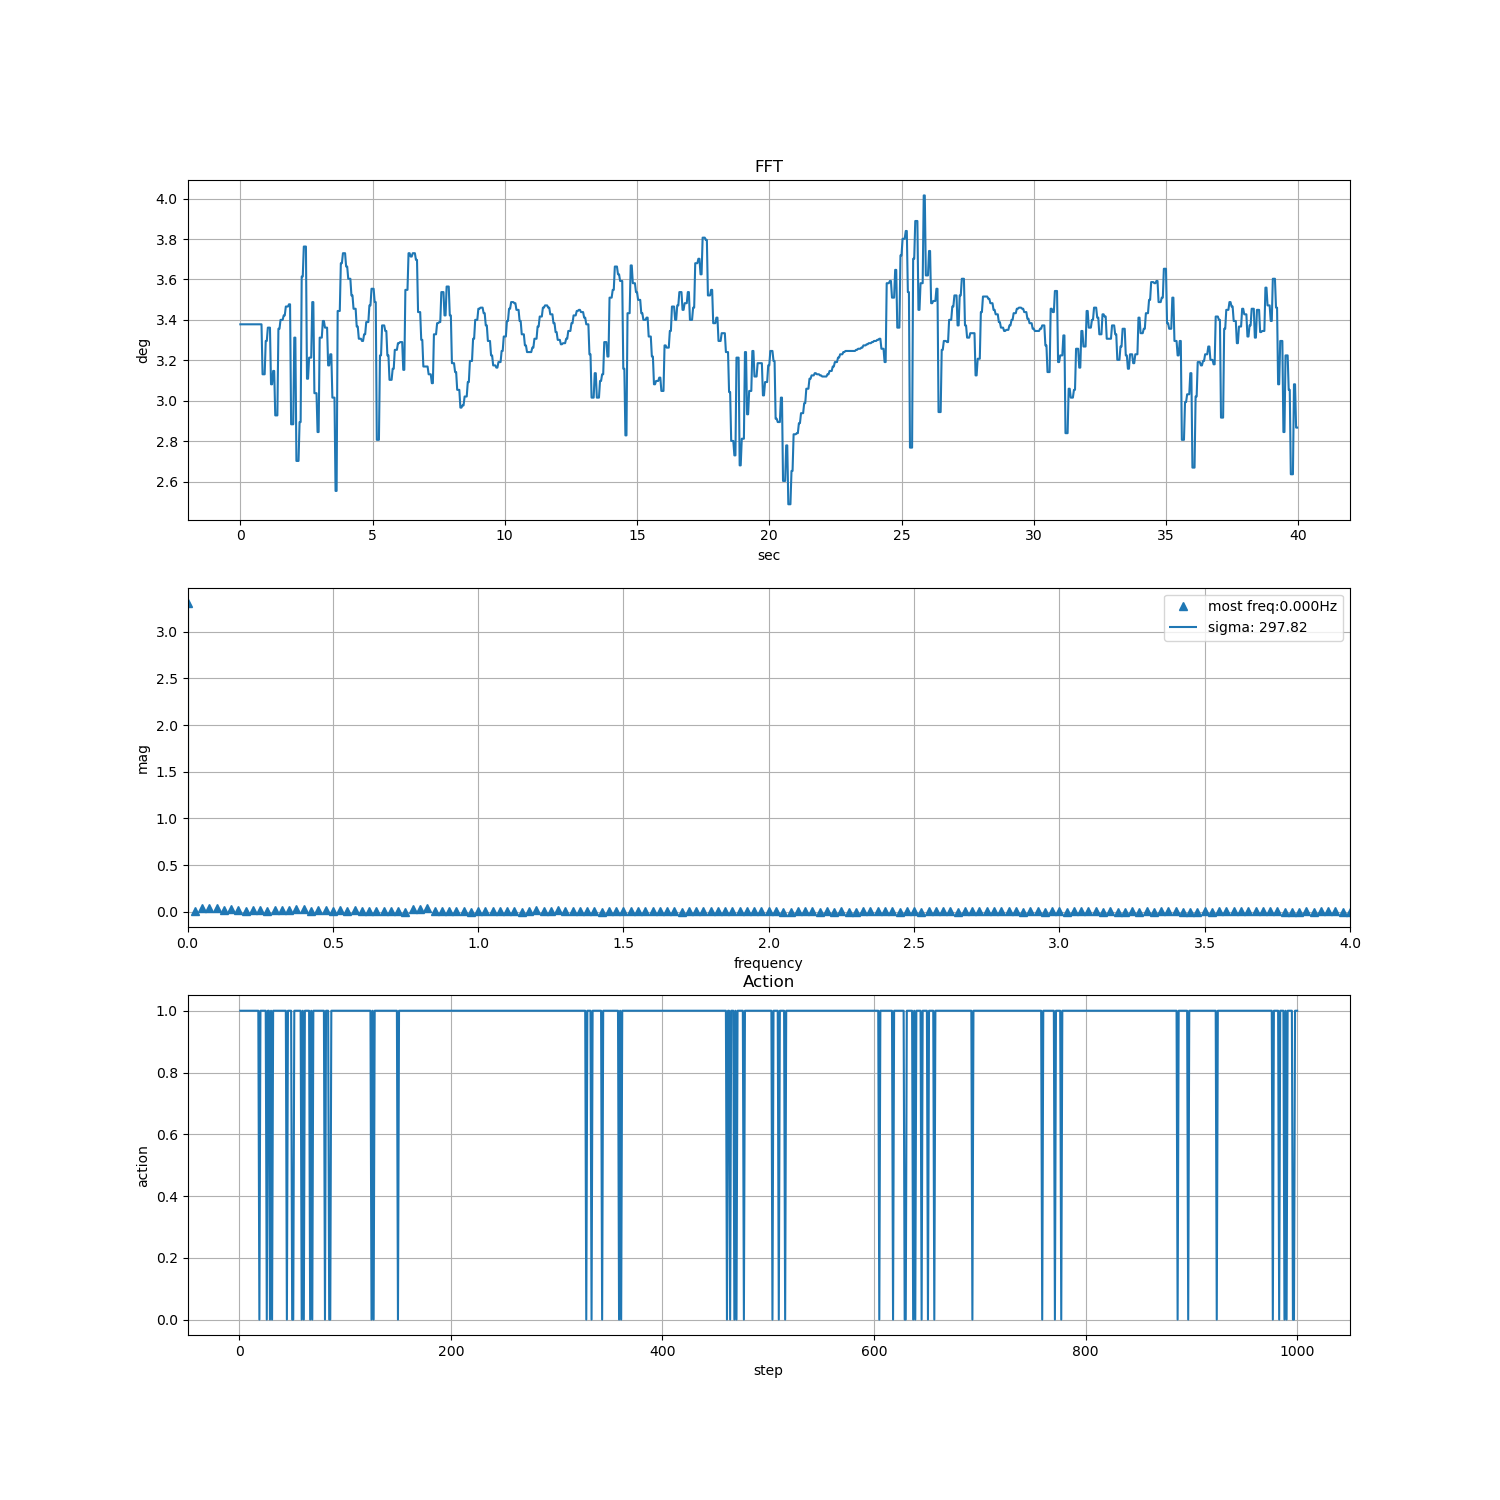 FFT
4.0
3.8
3.6
3.4
3.2
3.0
2.8
2.6
deg
0 5 10 15 20 25 30 35 40
sec
most freq:0.000Hz
sigma: 297.82
3.0
2.5
2.0
1.5
1.0
0.5
0.0
mag
0.0 0.5 1.0 1.5 2.0 2.5 3.0 3.5 4.0
frequency
Action
1.0
0.8
0.6
0.4
0.2
0.0
action
0 200 400 600 800 1000
step